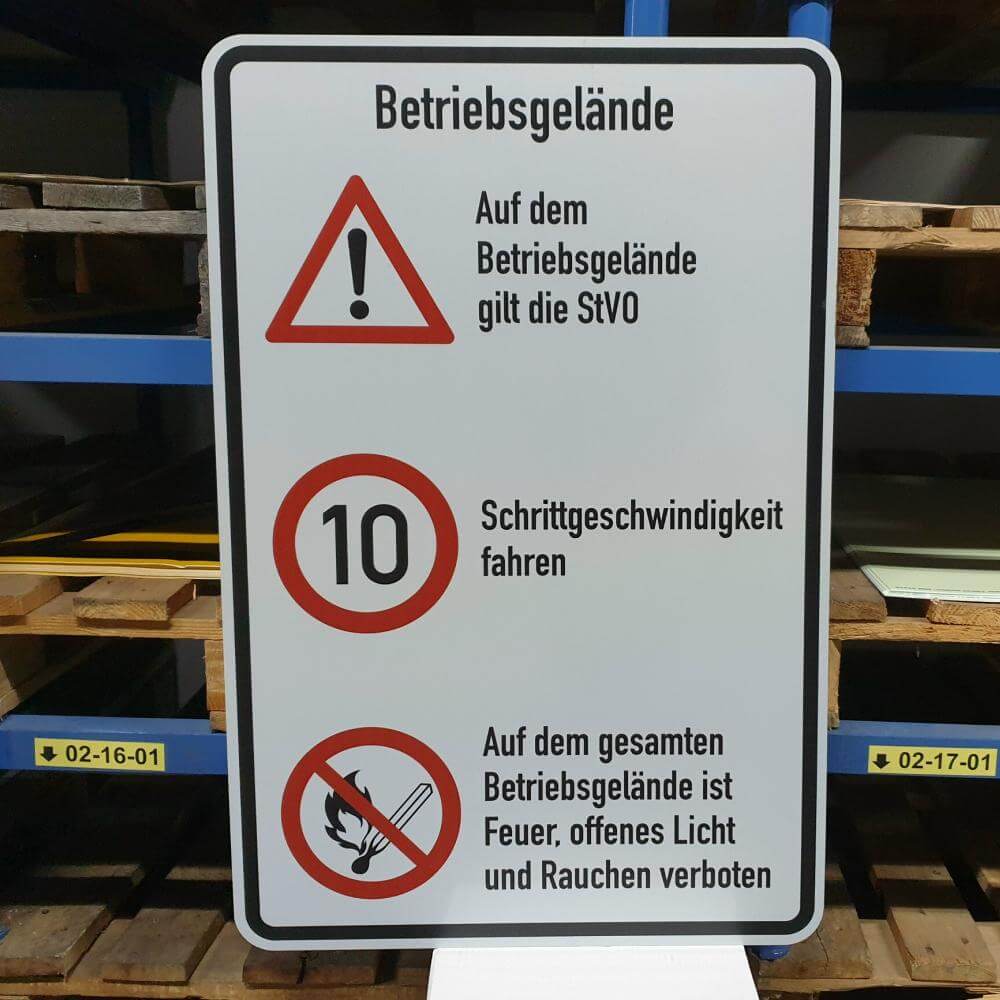 Betriebsgelände
Auf dem
Betriebsgelände
gilt die StVO
10
Schrittgeschwindigkeit
fahren
Auf dem gesamten
Betriebsgelände ist
Feuer, offenes Licht
und Rauchen verboten
02-16-01
02-17-01